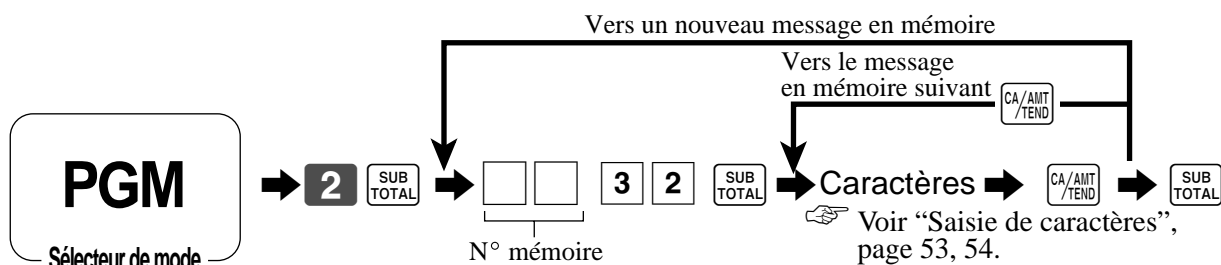 Vers un nouveau message en mémoire
Vers le message
en mémoire suivant CA/AMT /TEND
PGM 2 SUB TOTAL 3 2 SUB TOTAL Caractères CA/AMT /TEND SUB TOTAL
☞ Voir “Saisie de caractères”,
page 53, 54.
N° mémoire
Sélecteur de mode